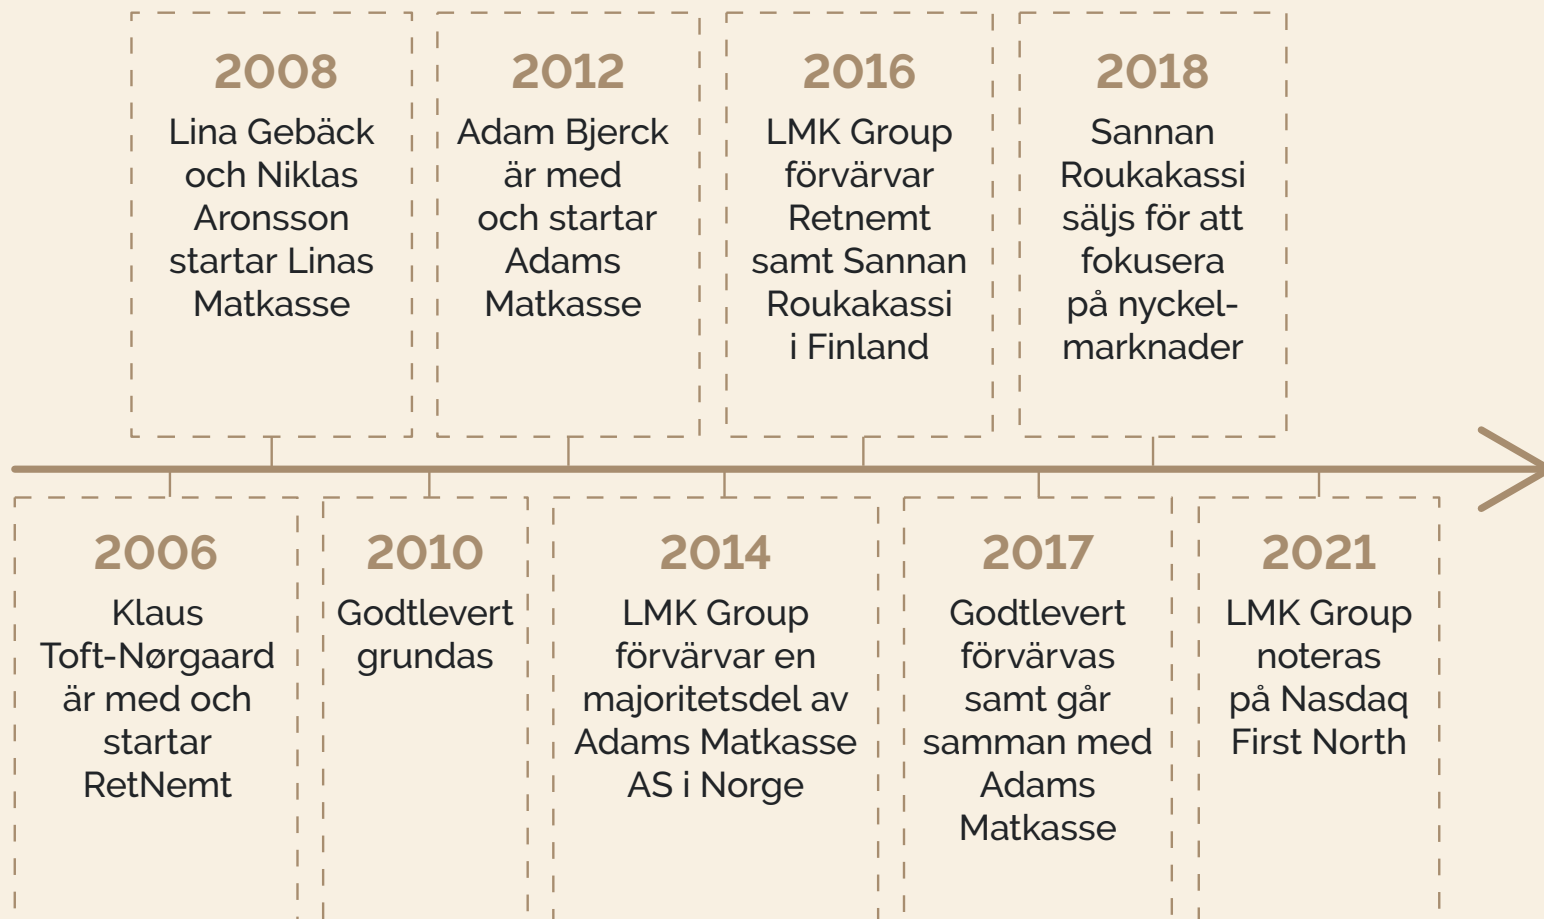 2008
Lina Gebäck
och Niklas
Aronsson
startar Linas
Matkasse
2012
Adam Bjerck
är med
och startar
Adams
Matkasse
2016
LMK Group
förvärvar
Retnemt
samt Sannan
Roukakassi
i Finland
2018
Sannan
Roukakassi
säljs för att
fokusera
på nyckel-
marknader
2006
Klaus
Toft-Nørgaard
är med och
startar
RetNemt
2010
Godtlevert
grundas
2014
LMK Group
förvärvar en
majoritetsdel av
Adams Matkasse
AS i Norge
2017
Godtlevert
förvärvas
samt går
samman med
Adams
Matkasse
2021
LMK Group
noteras
på Nasdaq
First North